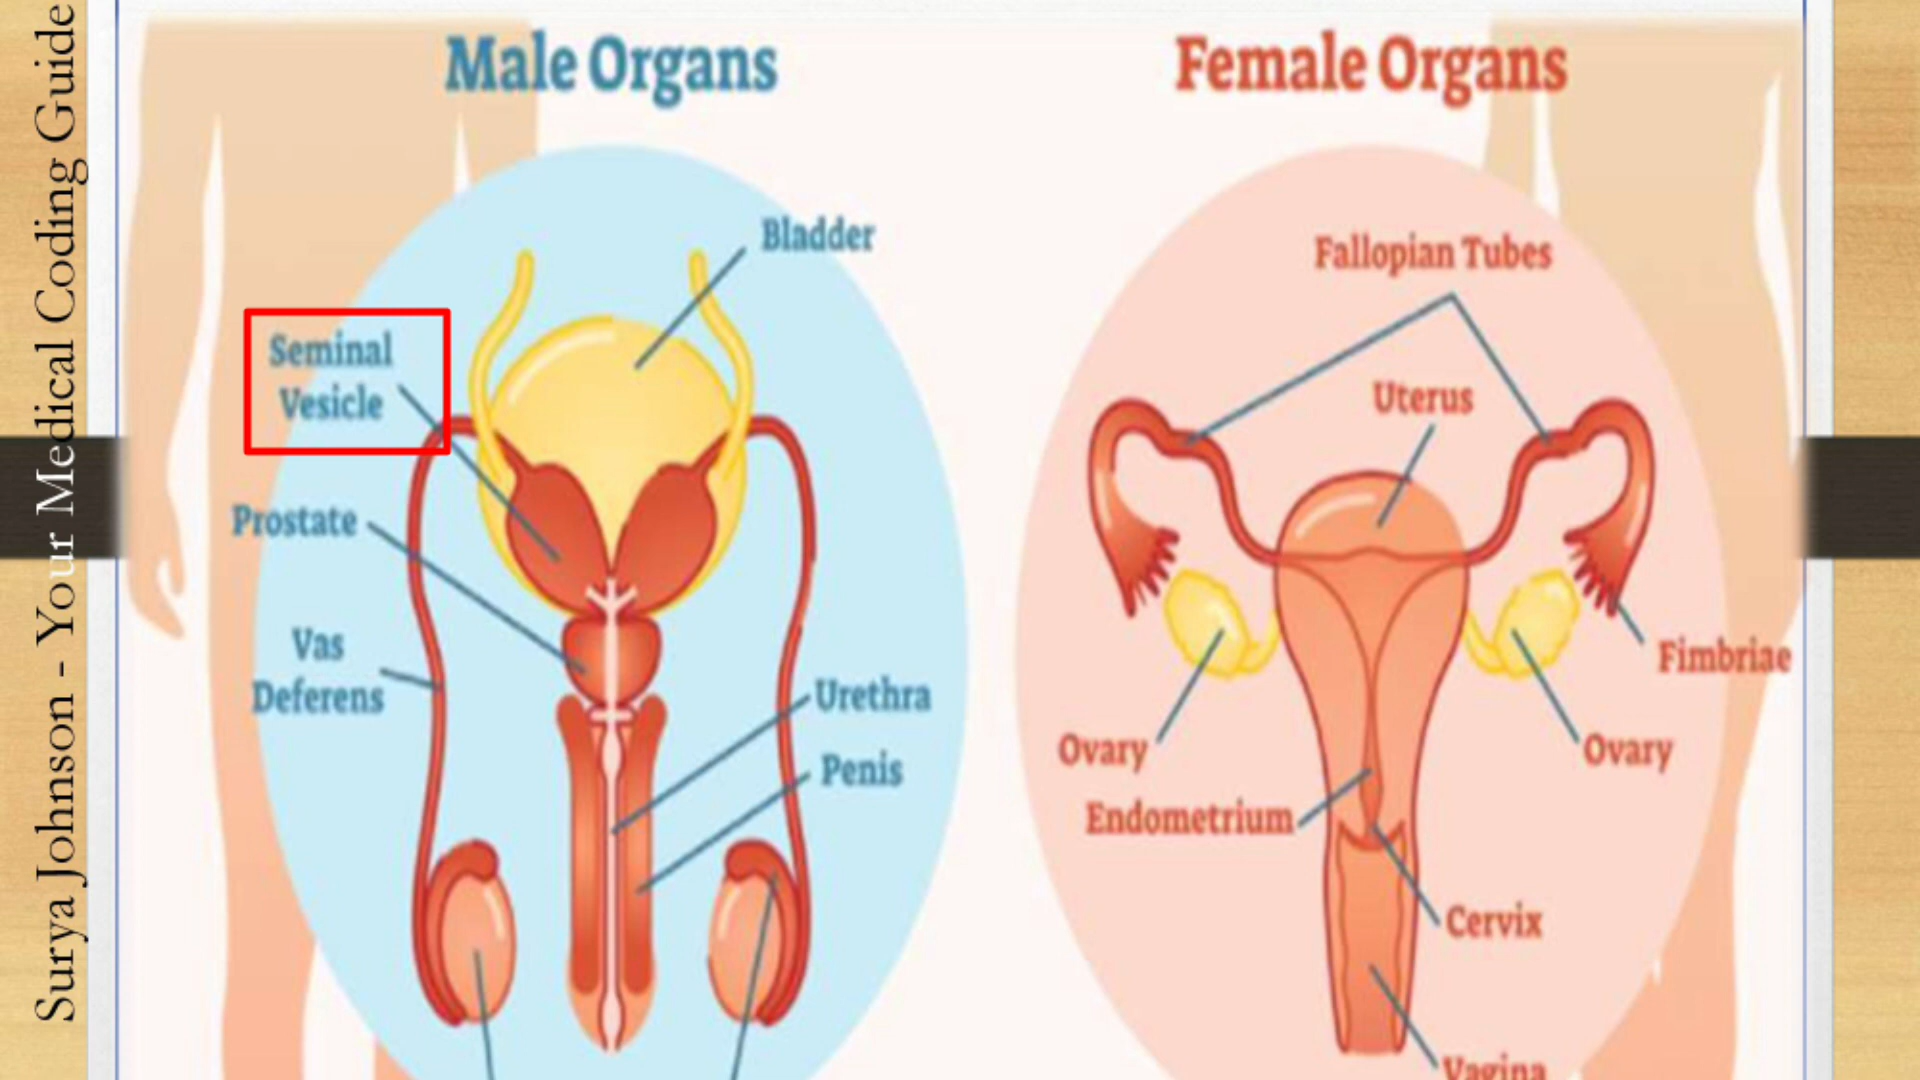 Surya Johnson - Your Medical Coding Guide
Male Organs
Bladder
Seminal
Vesicle
Prostate
Vas
Deferens
Urethra
Penis
Female Organs
Fallopian Tubes
Uterus
Fimbriae
Ovary
Ovary
Endometrium
Cervix
Vagina